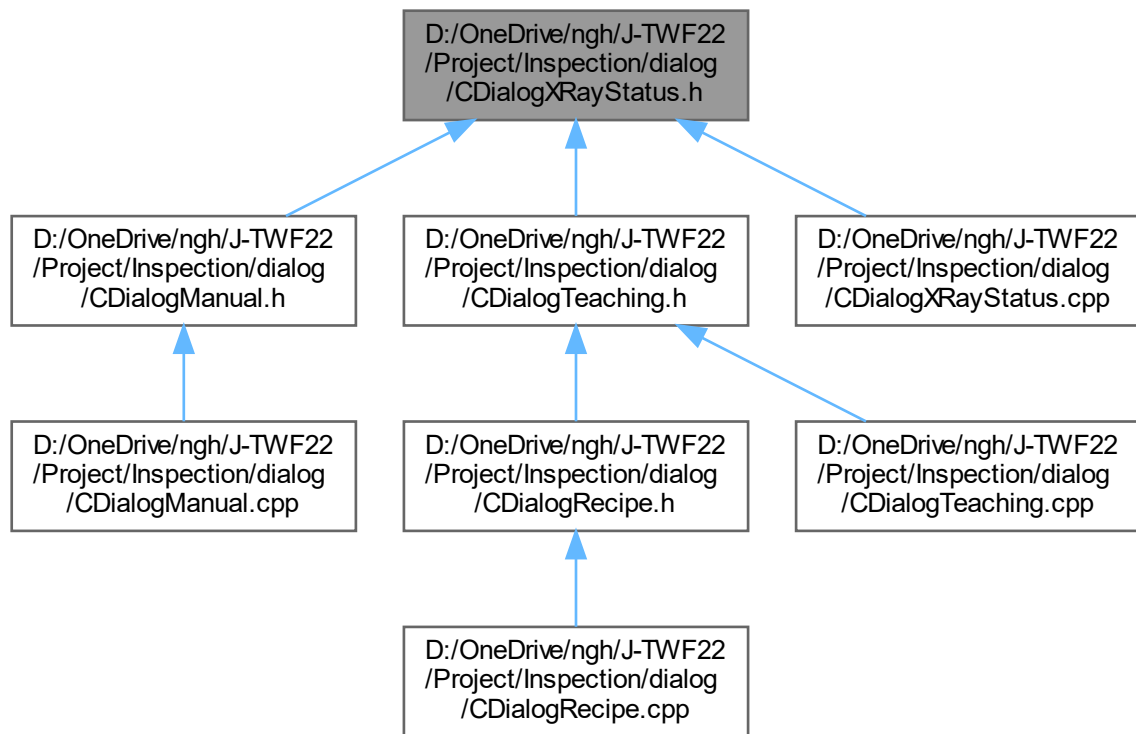 D:/OneDrive/ngh/J-TWF22
/Project/Inspection/dialog
/CDialogXRayStatus.h
D:/OneDrive/ngh/J-TWF22
/Project/Inspection/dialog
/CDialogManual.h
D:/OneDrive/ngh/J-TWF22
/Project/Inspection/dialog
/CDialogTeaching.h
D:/OneDrive/ngh/J-TWF22
/Project/Inspection/dialog
/CDialogXRayStatus.cpp
D:/OneDrive/ngh/J-TWF22
/Project/Inspection/dialog
/CDialogManual.cpp
D:/OneDrive/ngh/J-TWF22
/Project/Inspection/dialog
/CDialogRecipe.h
D:/OneDrive/ngh/J-TWF22
/Project/Inspection/dialog
/CDialogTeaching.cpp
D:/OneDrive/ngh/J-TWF22
/Project/Inspection/dialog
/CDialogRecipe.cpp